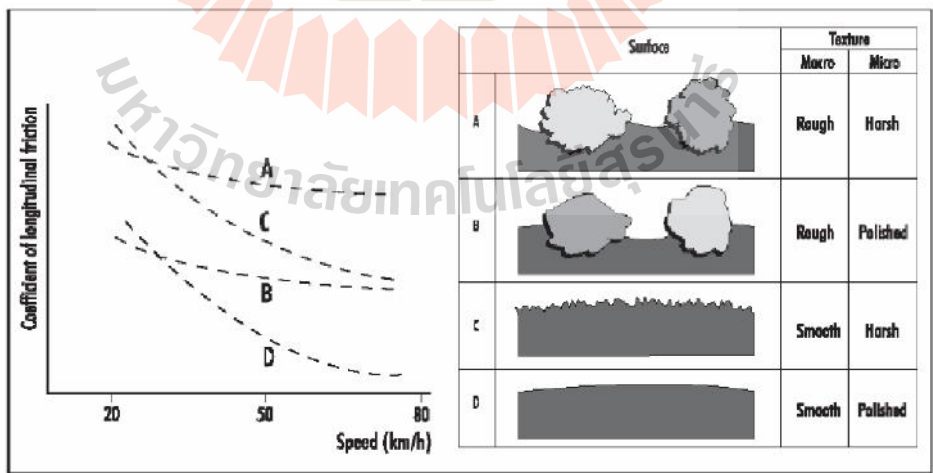 Coefficient of longitudinal friction
A
C
B
D
20 50 80
Speed (km/h)
Surface Texture
Macro Micro
A Rough Harsh
B Rough Polished
C Smooth Harsh
D Smooth Polished
มหาวิทยาลัยเทคโนโลยีสุรนารี